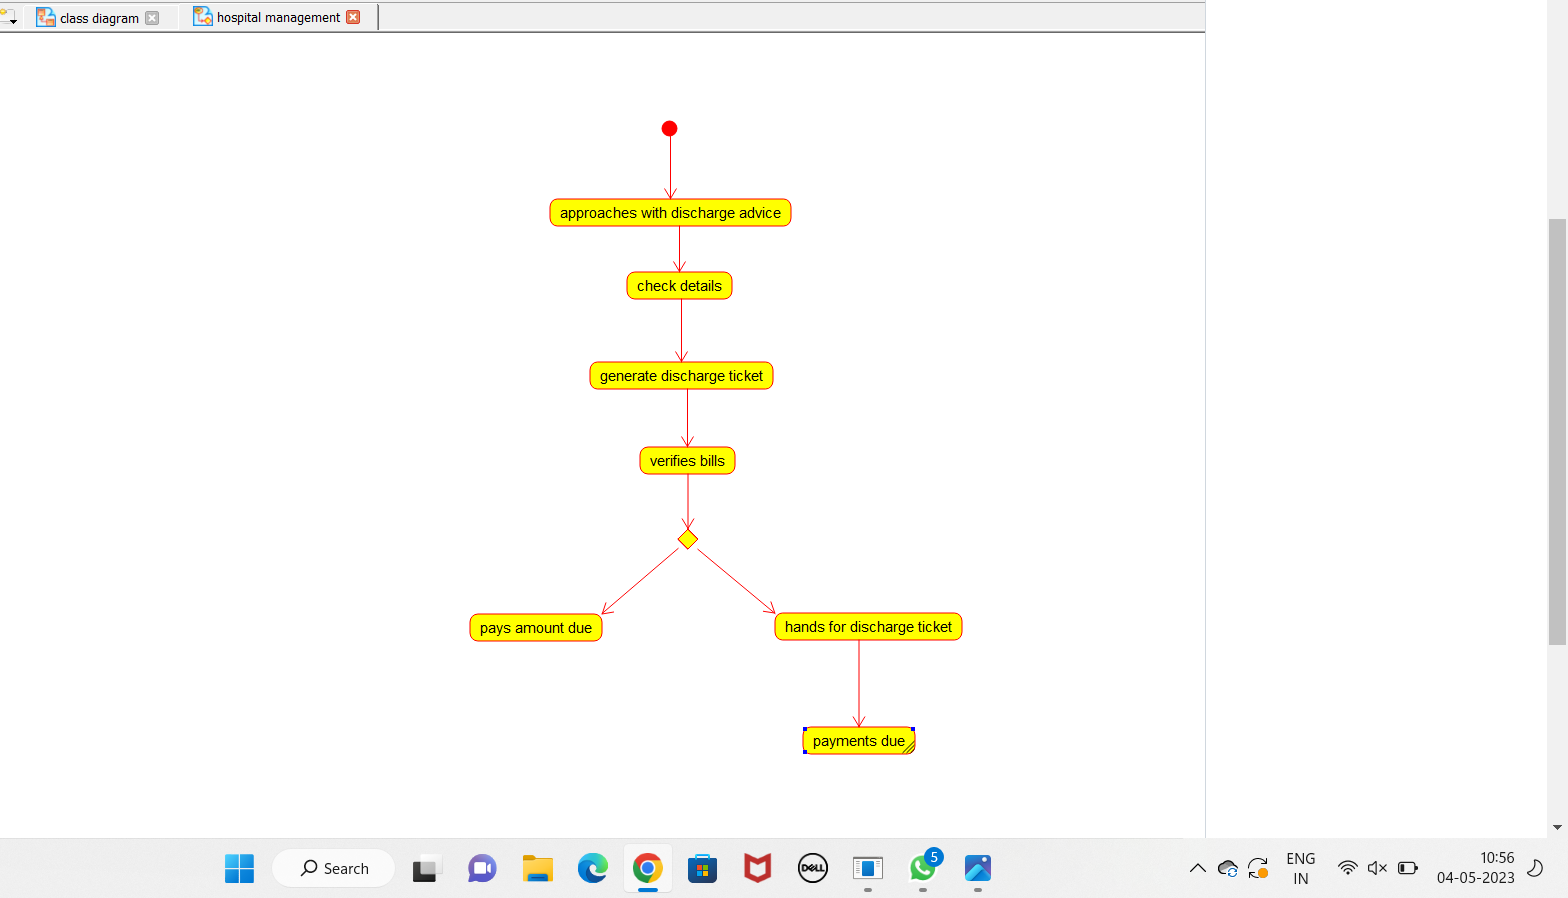 class diagram
hospital management
approaches with discharge advice
check details
generate discharge ticket
verifies bills
pays amount due
hands for discharge ticket
payments due
Search
DELL
5
ENG
IN
10:56
04-05-2023